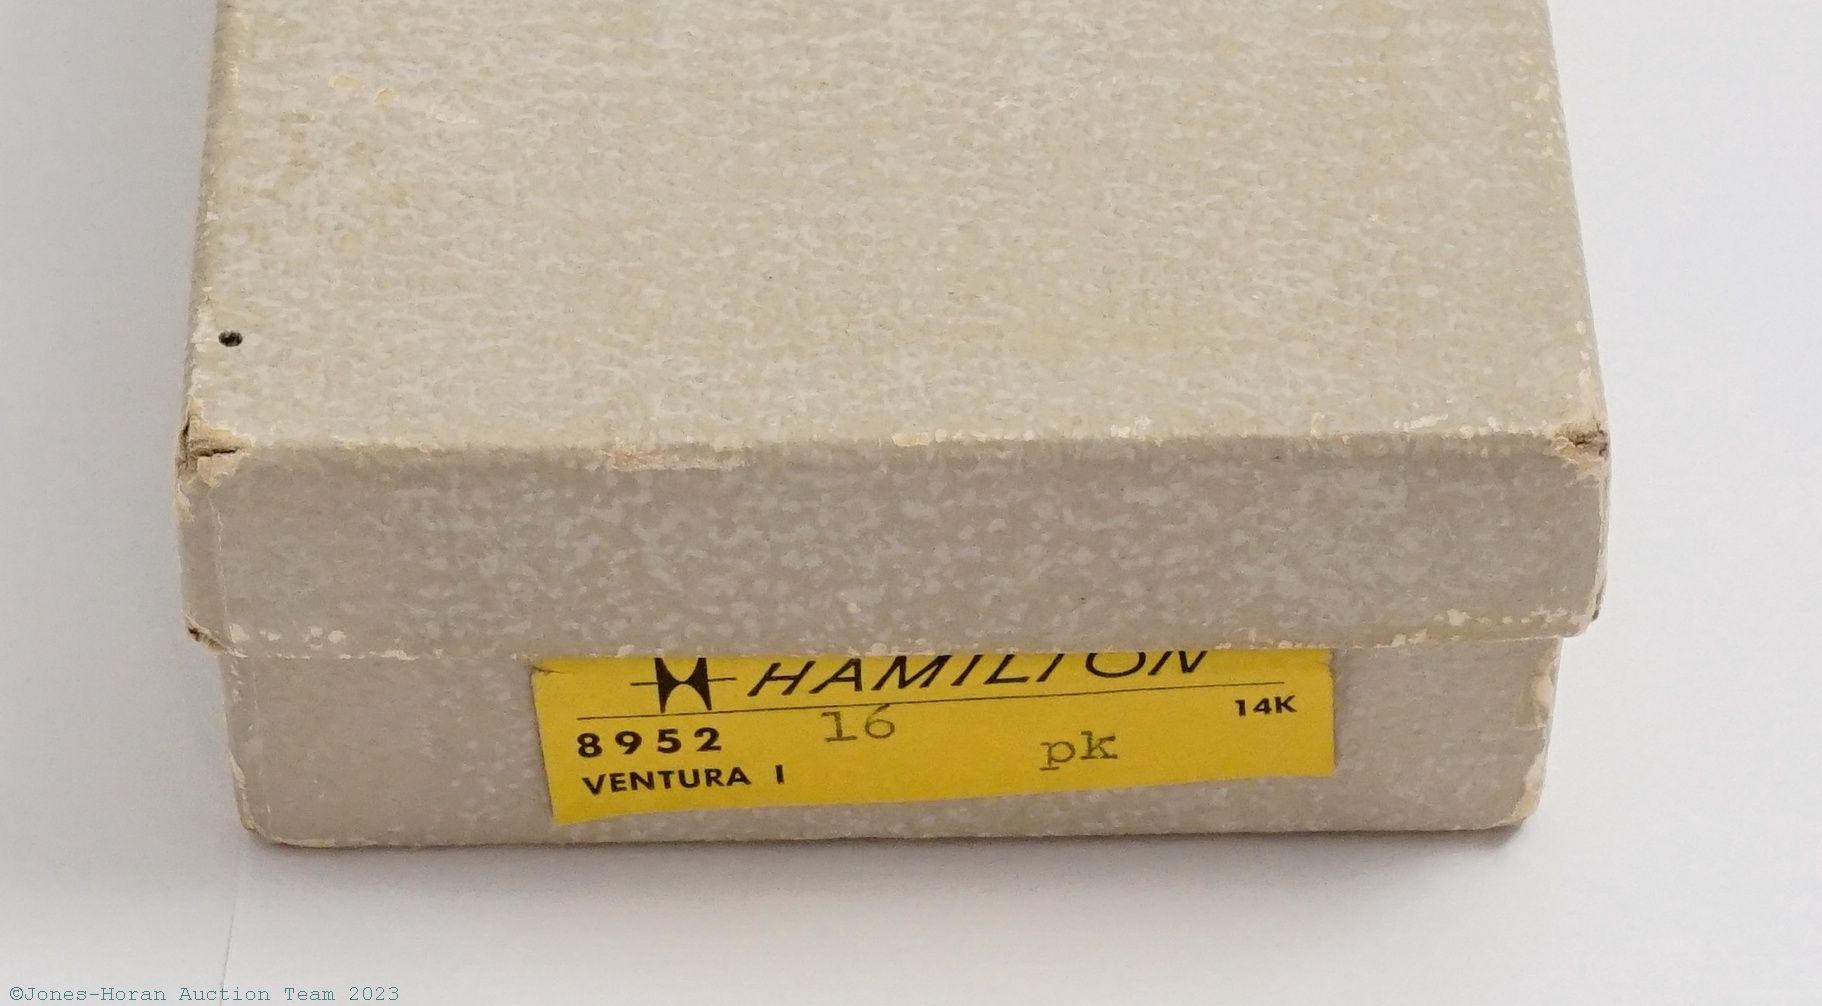 HAMILTON
14K
8952 16 pk
VENTURA I
©Jones-Horan Auction Team 2023